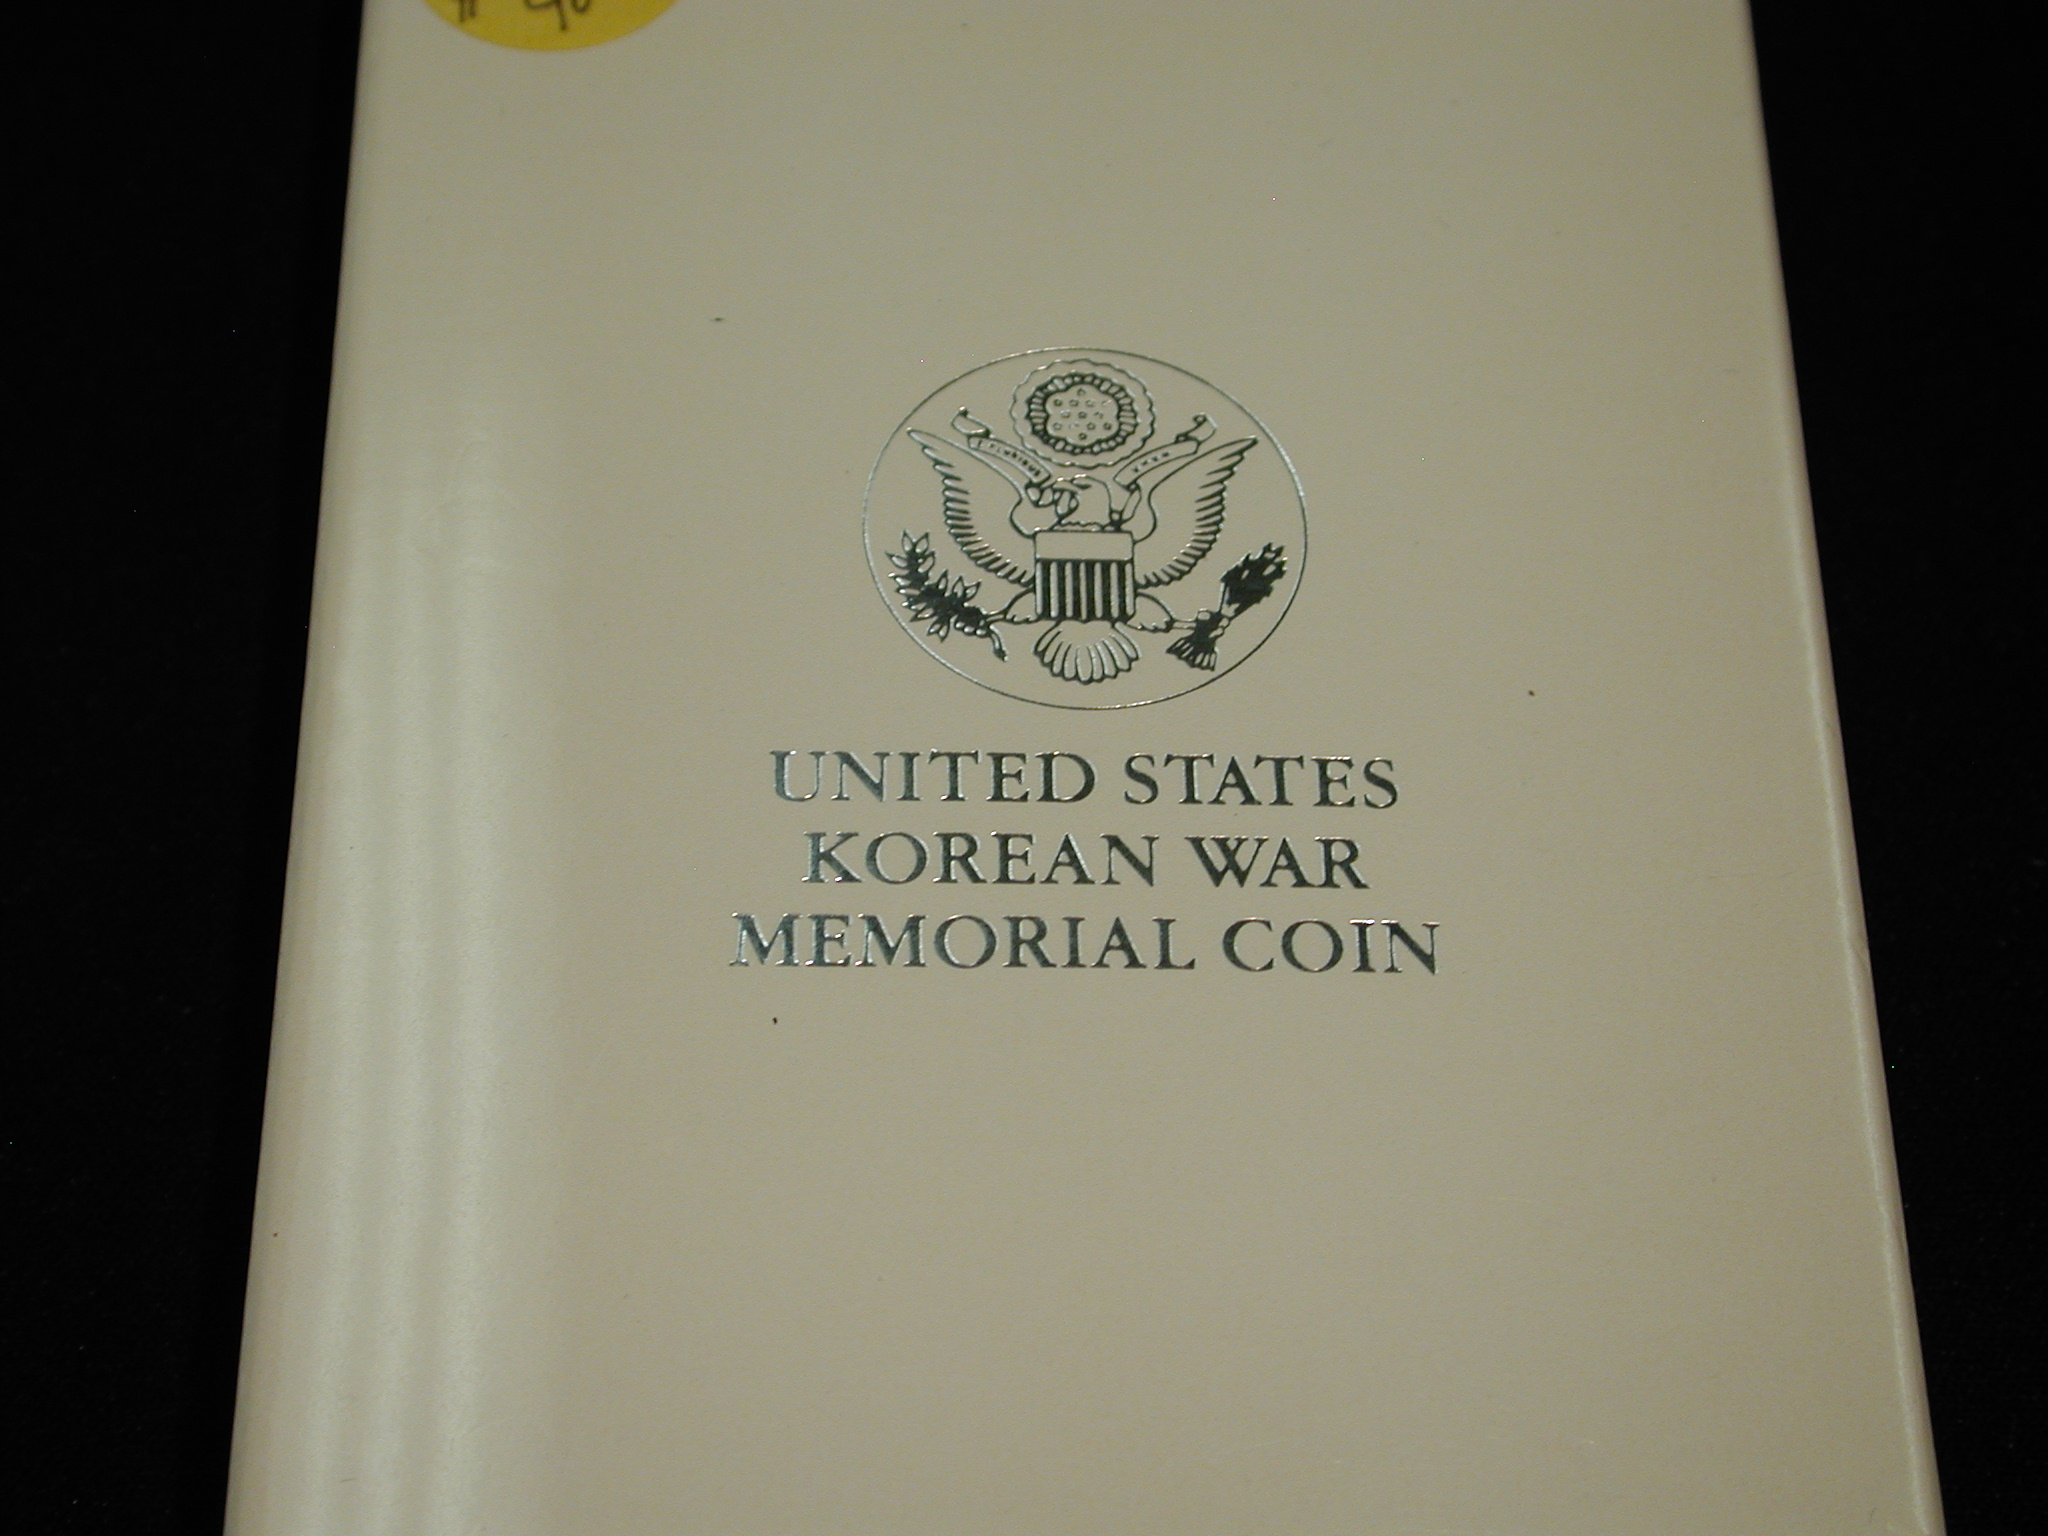 UNITED STATES
KOREAN WAR
MEMORIAL COIN